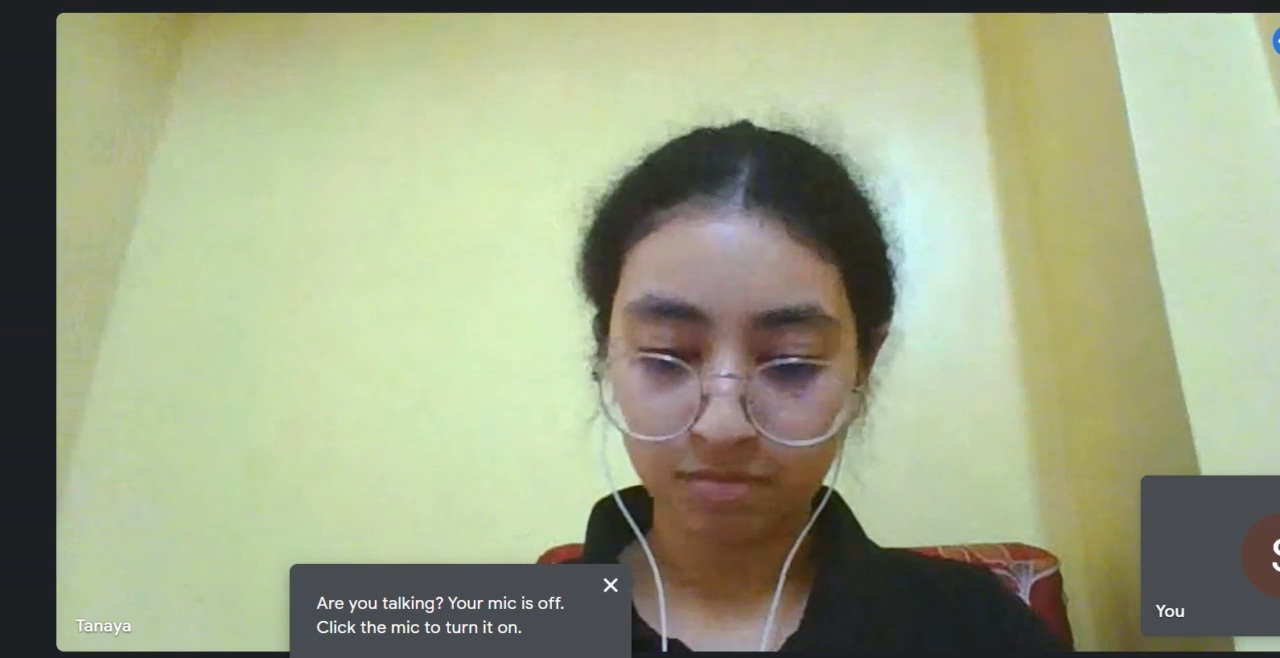 Tanaya
Are you talking? Your mic is off.
Click the mic to turn it on.
You
S